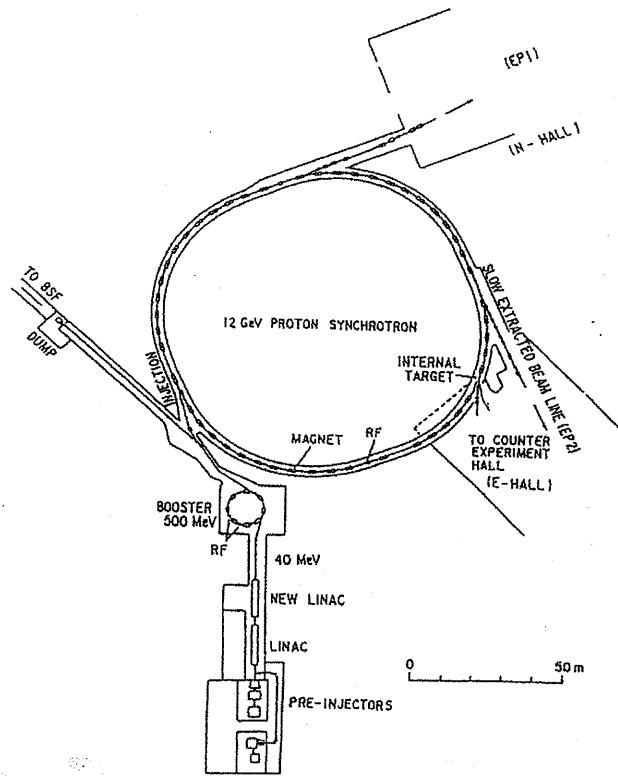 (EP1)
(N-HALL)
TO BSF
DUMP
INJECTION
12 GeV PROTON SYNCHROTRON
SLOW EXTRACTED BEAM LINE (EP2)
INTERNAL
TARGET
MAGNET
RF
TO COUNTER
EXPERIMENT
HALL
(E-HALL)
BOOSTER
500 MeV
RF
40 MeV
NEW LINAC
LINAC
0
50 m
PRE-INJECTORS